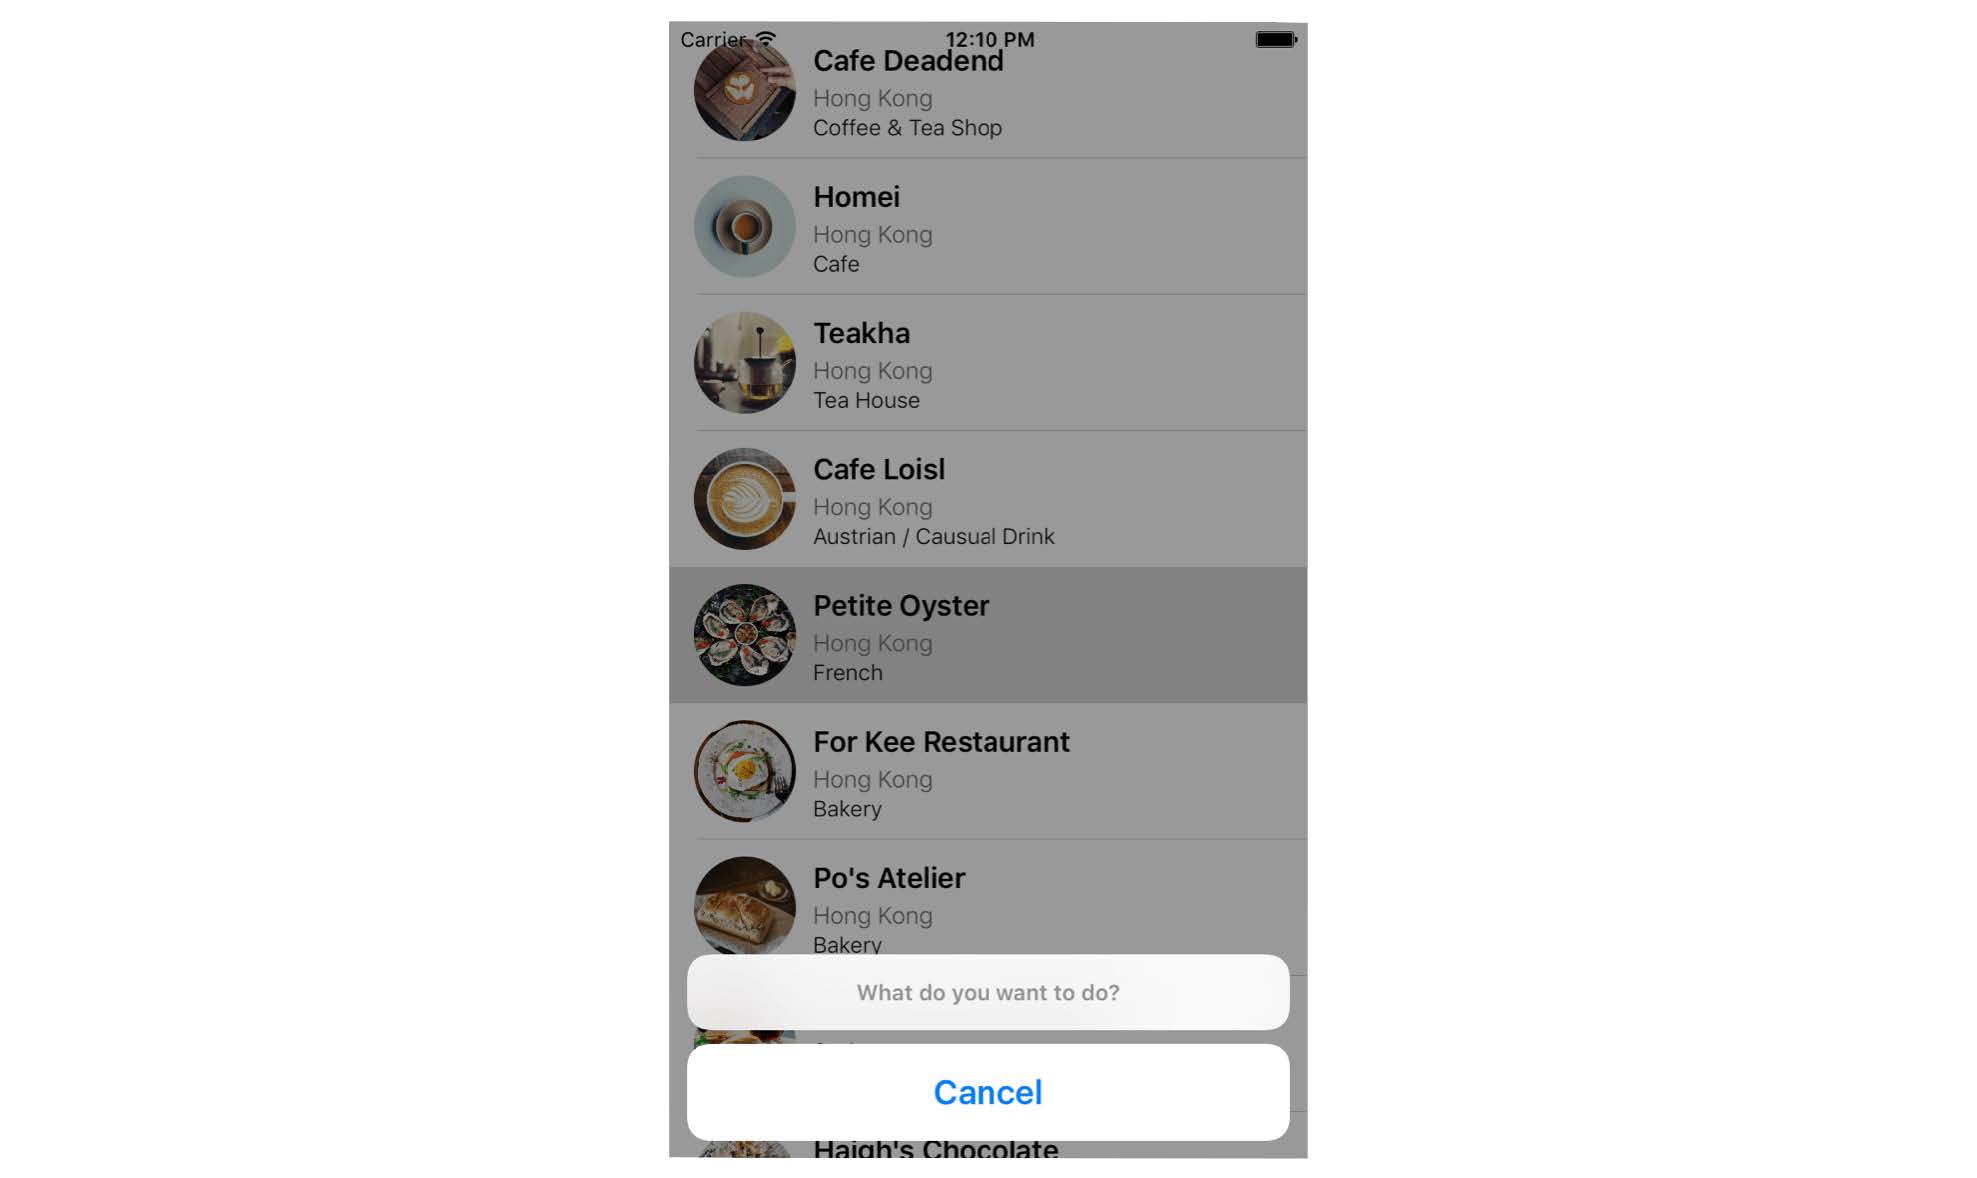 Carrier 12:10 PM
Cafe Deadend
Hong Kong
Coffee & Tea Shop
Homei
Hong Kong
Cafe
Teakha
Hong Kong
Tea House
Cafe Loisl
Hong Kong
Austrian / Causual Drink
Petite Oyster
Hong Kong
French
For Kee Restaurant
Hong Kong
Bakery
Po's Atelier
Hong Kong
Bakery
What do you want to do?
Cancel
Haigh's Chocolate